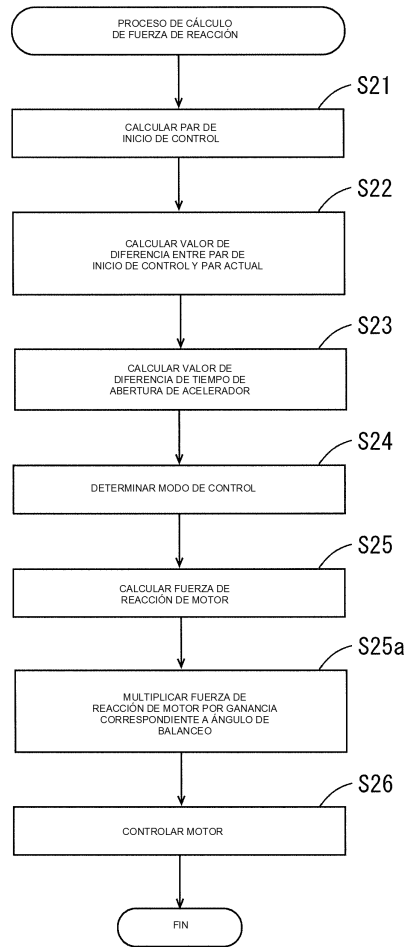 PROCESO DE CÁLCULO
DE FUERZA DE REACCIÓN
S21
CALCULAR PAR DE
INICIO DE CONTROL
S22
CALCULAR VALOR DE
DIFERENCIA ENTRE PAR DE
INICIO DE CONTROL Y PAR ACTUAL
S23
CALCULAR VALOR DE
DIFERENCIA DE TIEMPO DE
ABERTURA DE ACELERADOR
S24
DETERMINAR MODO DE CONTROL
S25
CALCULAR FUERZA DE
REACCIÓN DE MOTOR
S25a
MULTIPLICAR FUERZA DE
REACCIÓN DE MOTOR POR GANANCIA
CORRESPONDIENTE A ÁNGULO DE
BALANCEO
S26
CONTROLAR MOTOR
FIN